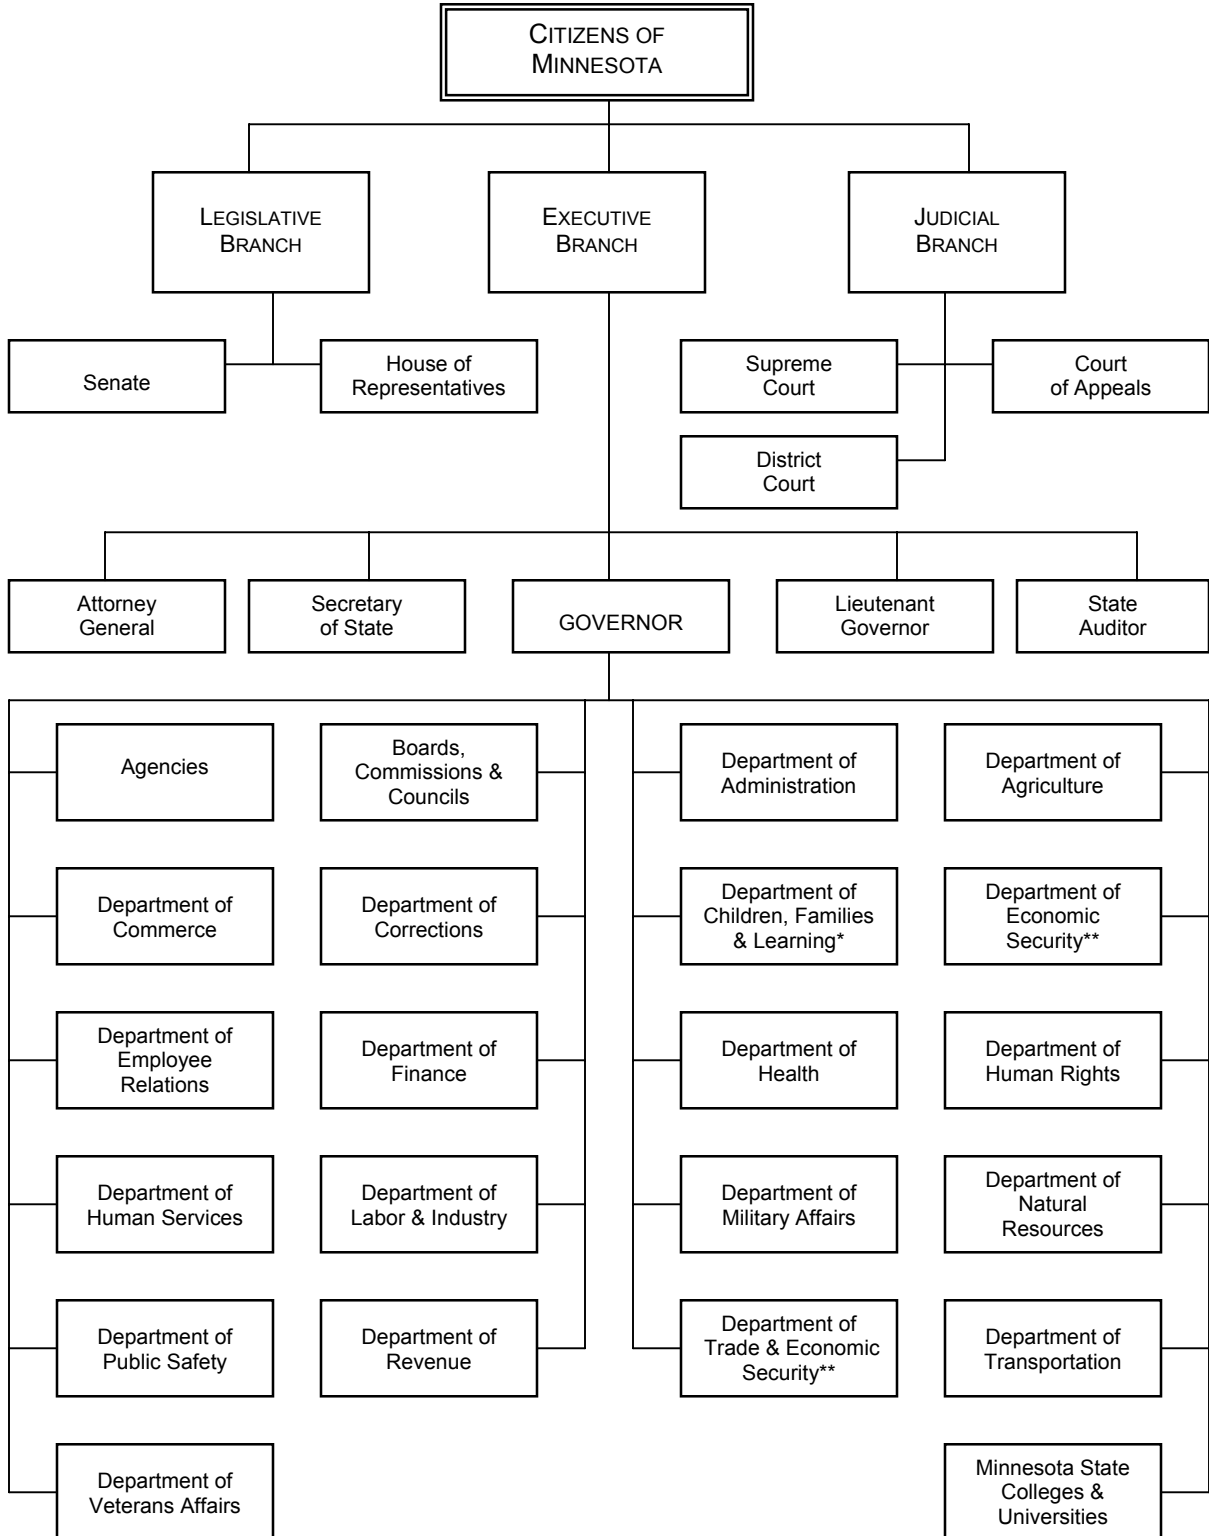 CITIZENS OF
MINNESOTA
LEGISLATIVE
BRANCH
EXECUTIVE
BRANCH
JUDICIAL
BRANCH
Senate
House of
Representatives
Supreme
Court
Court
of Appeals
District
Court
Attorney
General
Secretary
of State
GOVERNOR
Lieutenant
Governor
State
Auditor
Agencies
Boards,
Commissions &
Councils
Department of
Administration
Department of
Agriculture
Department of
Commerce
Department of
Corrections
Department of
Children, Families
& Learning*
Department of
Economic
Security**
Department of
Employee
Relations
Department of
Finance
Department of
Health
Department of
Human Rights
Department of
Human Services
Department of
Labor & Industry
Department of
Military Affairs
Department of
Natural
Resources
Department of
Public Safety
Department of
Revenue
Department of
Trade & Economic
Security**
Department of
Transportation
Department of
Veterans Affairs
Minnesota State
Colleges &
Universities